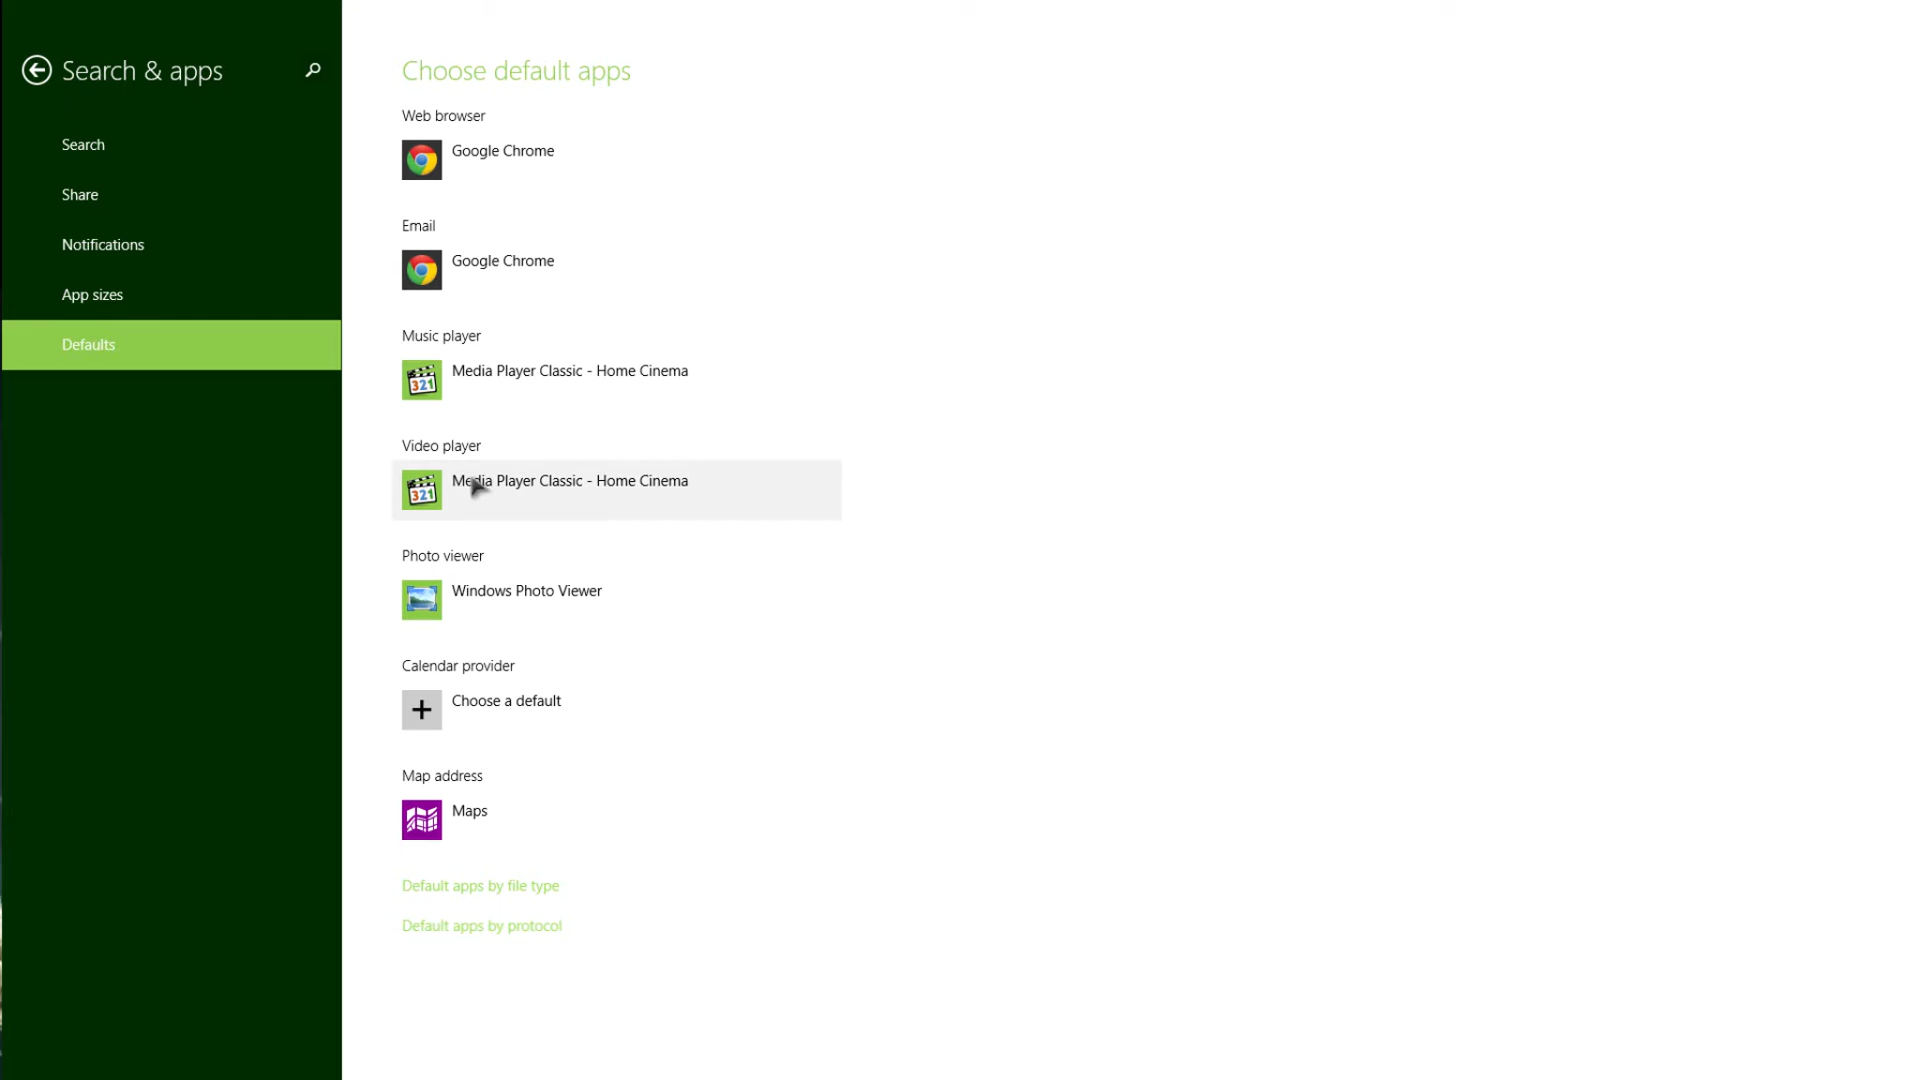 Search & apps
Search
Share
Notifications
App sizes
Defaults
Choose default apps
Web browser
Google Chrome
Email
Google Chrome
Music player
321
Media Player Classic - Home Cinema
Video player
321
Media Player Classic - Home Cinema
Photo viewer
Windows Photo Viewer
Calendar provider
Choose a default
Map address
Maps
Default apps by file type
Default apps by protocol